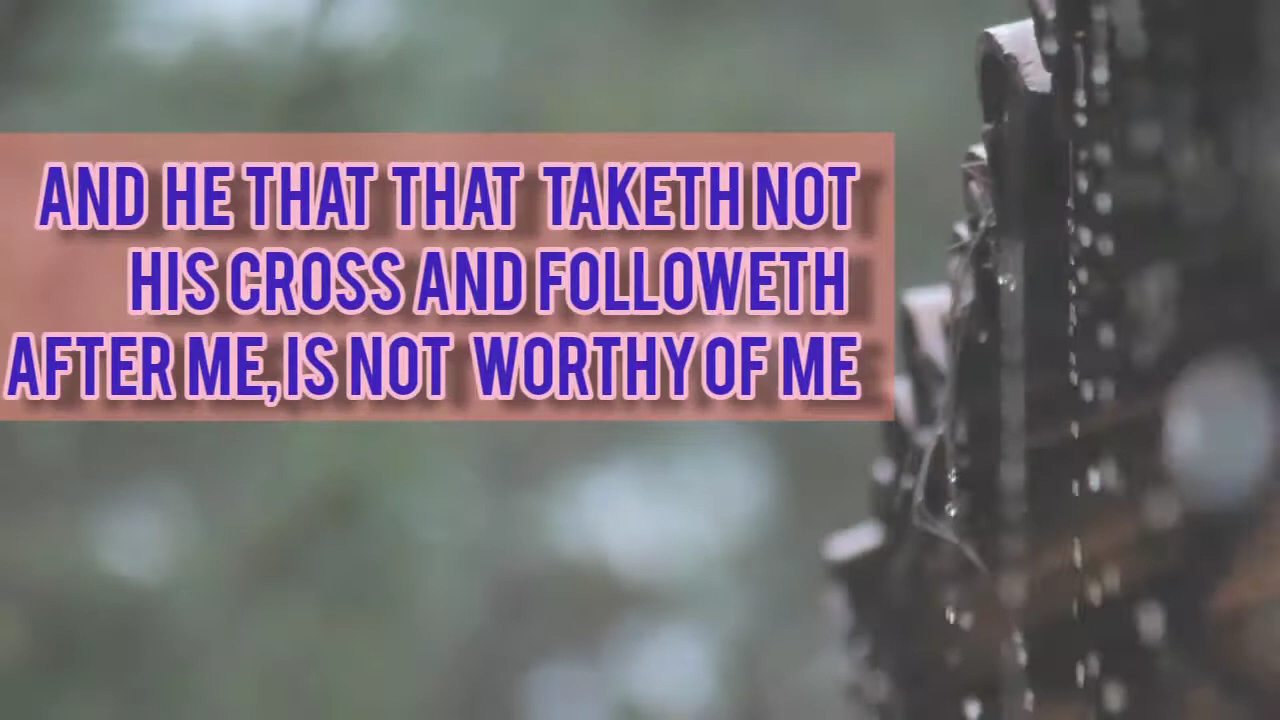 AND HE THAT THAT TAKETH NOT
HIS CROSS AND FOLLOWETH
AFTER ME, IS NOT WORTHY OF ME